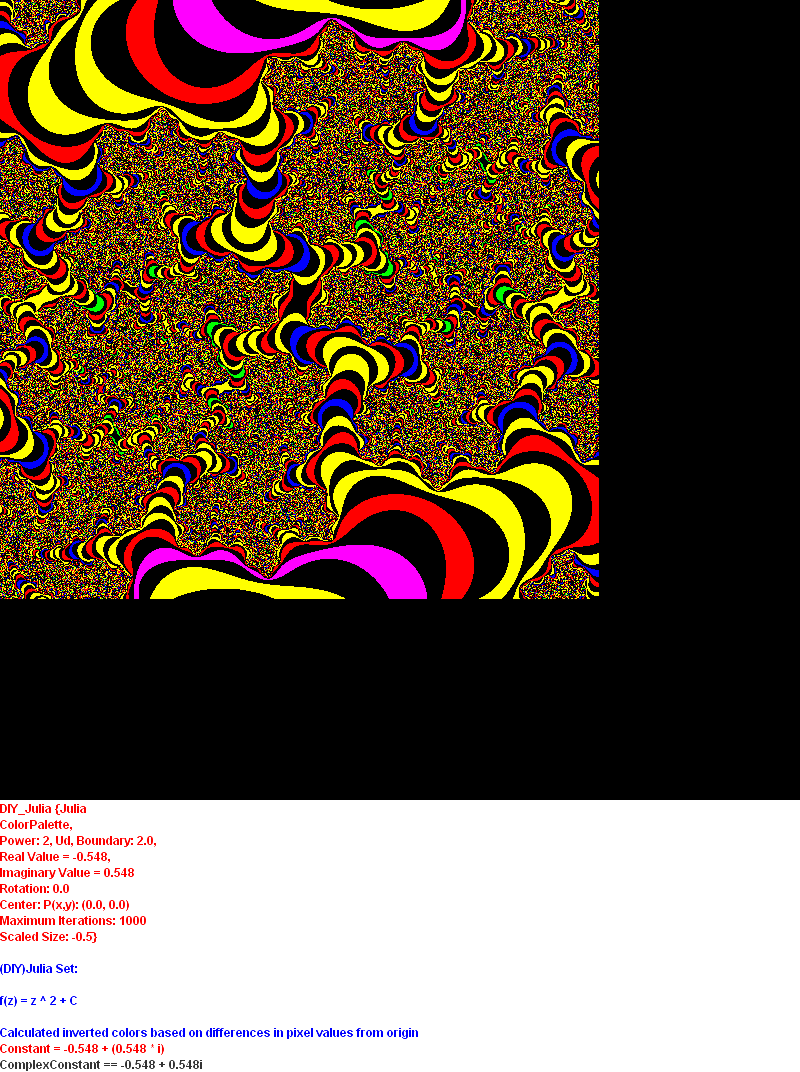 DIY_Julia {Julia
ColorPalette,
Power: 2, Ud, Boundary: 2.0,
Real Value = -0.548,
Imaginary Value = 0.548
Rotation: 0.0
Center: P(x,y): (0.0, 0.0)
Maximum Iterations: 1000
Scaled Size: -0.5}
(DIY)Julia Set:
f(z) = z ^ 2 + C
Calculated inverted colors based on differences in pixel values from origin
Constant = -0.548 + (0.548 * i)
ComplexConstant == -0.548 + 0.548i